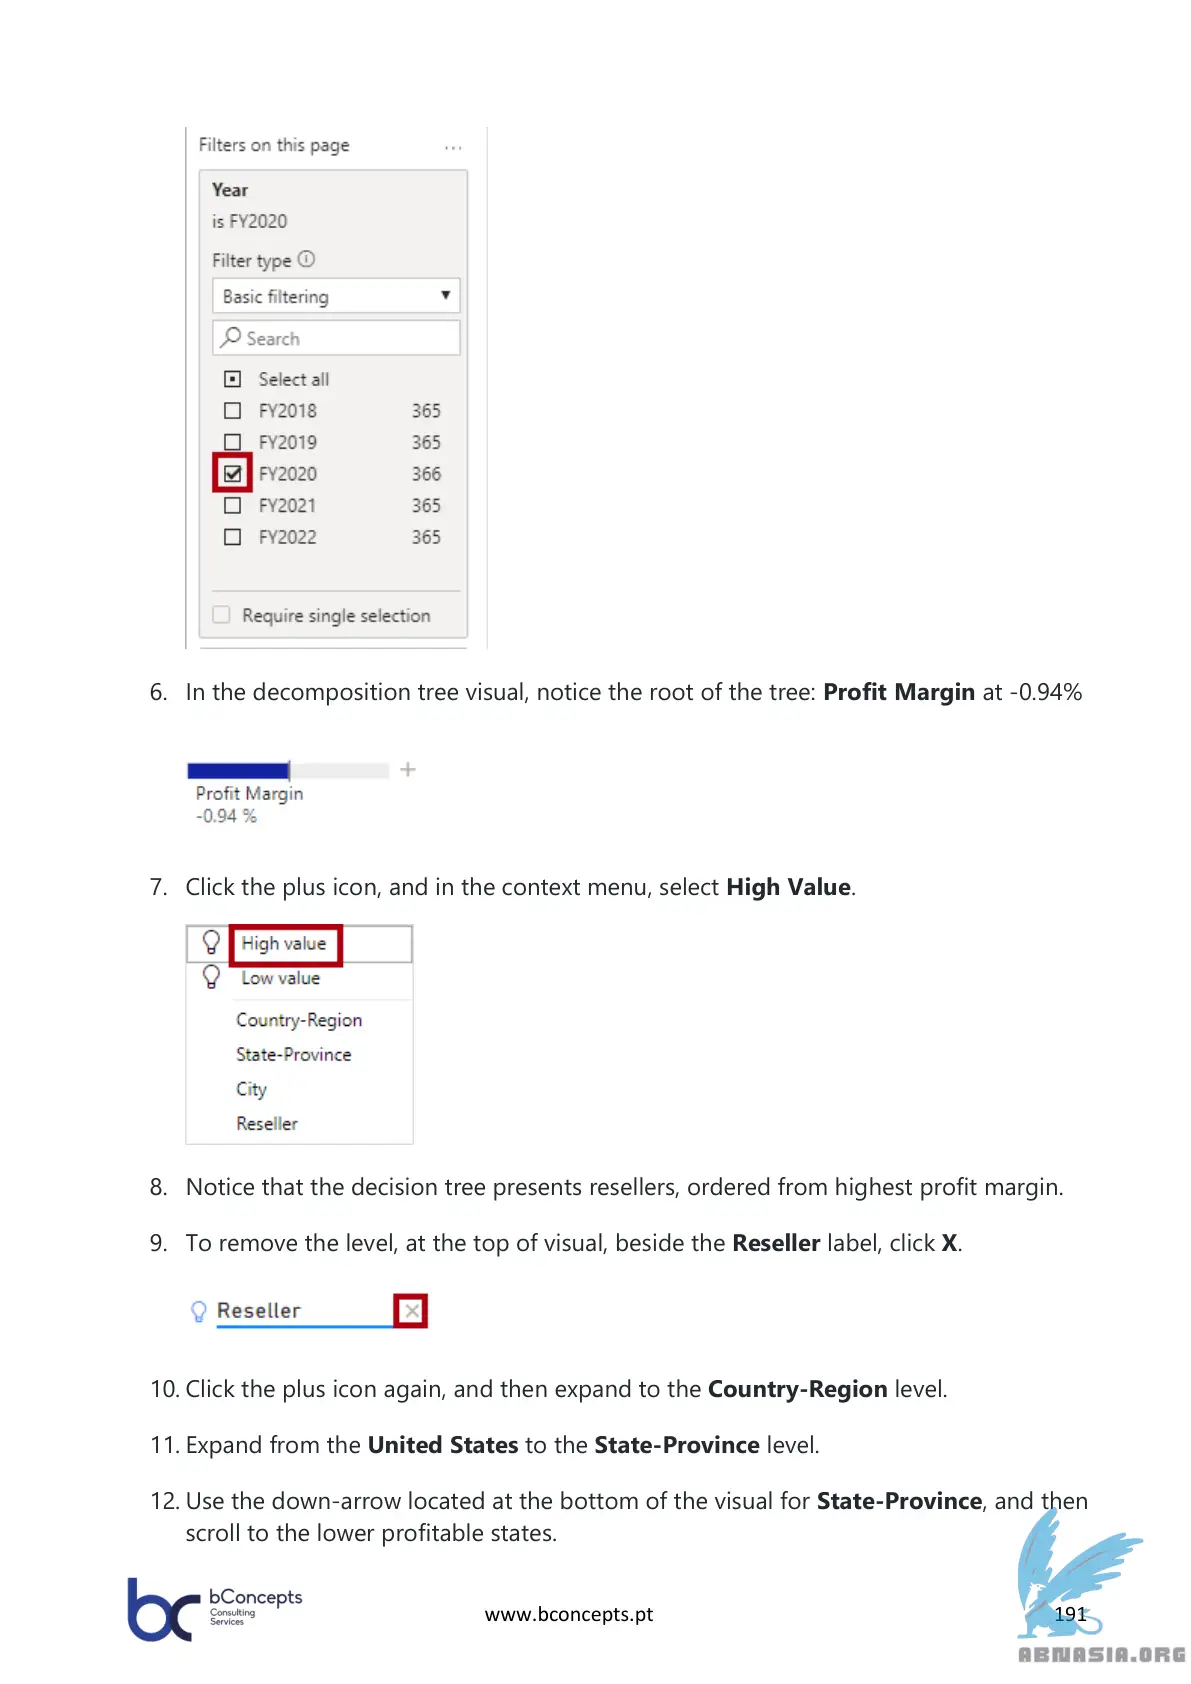 Filters on this page ...
Year
is FY2020
Filter type
Basic filtering
Search
Select all
FY2018 365
FY2019 365
FY2020 366
FY2021 365
FY2022 365
Require single selection
6. In the decomposition tree visual, notice the root of the tree: Profit Margin at -0.94%
Profit Margin
-0.94 %
7. Click the plus icon, and in the context menu, select High Value.
High value
Low value
Country-Region
State-Province
City
Reseller
8. Notice that the decision tree presents resellers, ordered from highest profit margin.
9. To remove the level, at the top of visual, beside the Reseller label, click X.
Reseller
10. Click the plus icon again, and then expand to the Country-Region level.
11. Expand from the United States to the State-Province level.
12. Use the down-arrow located at the bottom of the visual for State-Province, and then
scroll to the lower profitable states.
bc
bConcepts
Consulting
Services
www.bconcepts.pt
191
ABNASIA.ORG